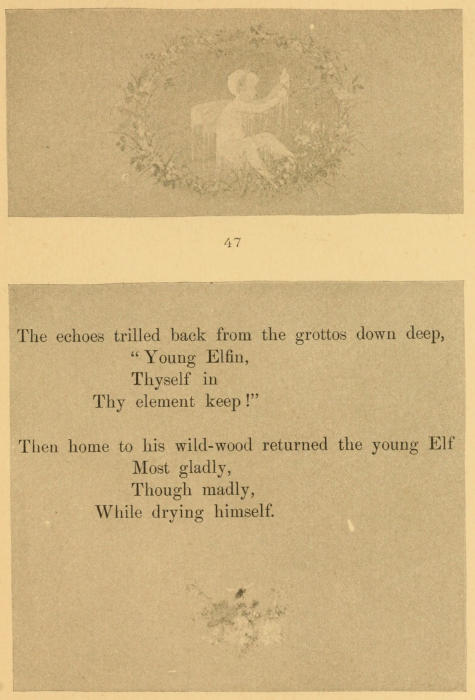 47
The echoes trilled back from the grottos down deep,
"Young Elfin,
Thyself in
Thy element keep!"
Then home to his wild-wood returned the young Elf
Most gladly,
Though madly,
While drying himself.